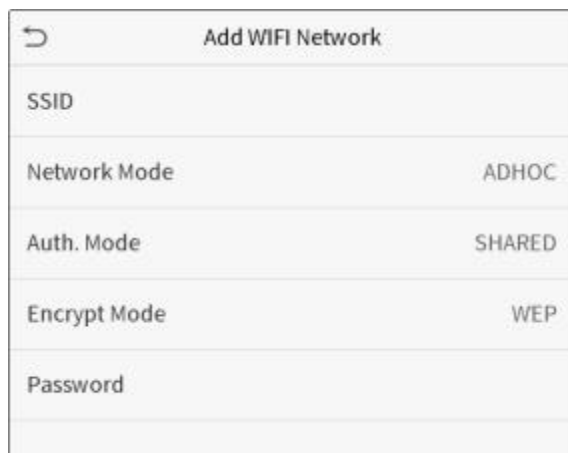 Add WIFI Network
SSID
Network Mode ADHOC
Auth. Mode SHARED
Encrypt Mode WEP
Password